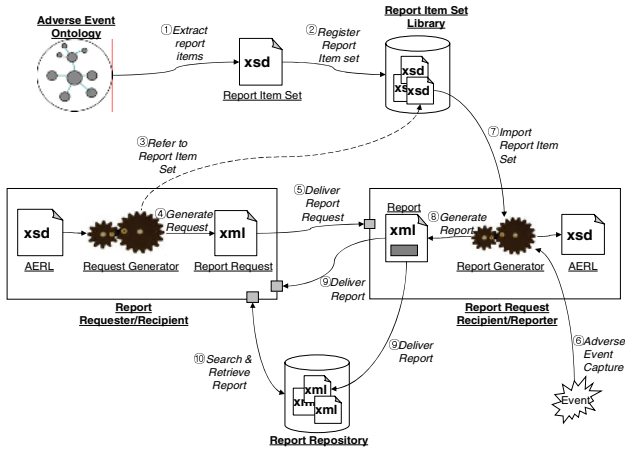 Adverse Event
Ontology
①Extract
report
items
xsd
Report Item Set
②Register
Report
Item set
Report Item Set
Library
xsd
xs
xsd
③Refer to
Report Item
Set
⑦Import
Report Item
Set
xsd
AERL
Request Generator
④Generate
Request
xml
Report Request
⑤Deliver
Report
Request
Report
xml
⑧Generate
Report
Report Generator
xsd
AERL
⑨Deliver
Report
Report
Requester/Recipient
Report Request
Recipient/Reporter
⑥Adverse
Event
Capture
Event
⑨Deliver
Report
⑩Search &
Retrieve
Report
xml
xml
Report Repository